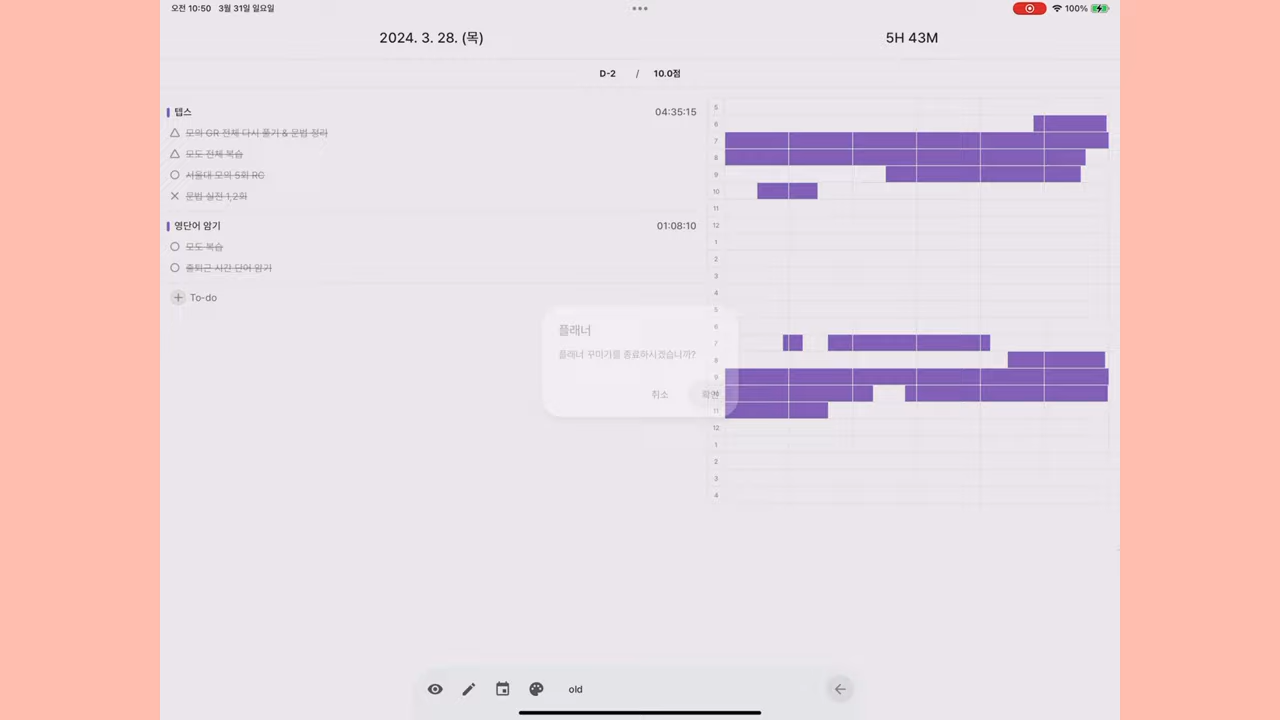 오전 10:50 3월 31일 일요일
100%
2024. 3. 28. (목)
5H 43M
D-2 / 10.0점
텝스 04:35:15
모의 GR 전체 다시 풀기 & 문법 정리
모도 전체 복습
서울대 모의 5회 RC
문법 실전 1,2회
영단어 암기 01:08:10
모도 복습
출퇴근 시간 단어 암기
To-do
플래너
플래너 꾸미기를 종료하시겠습니까?
취소 확인
5
6
7
8
9
10
11
12
1
2
3
4
5
6
7
8
9
10
11
12
1
2
3
4
old